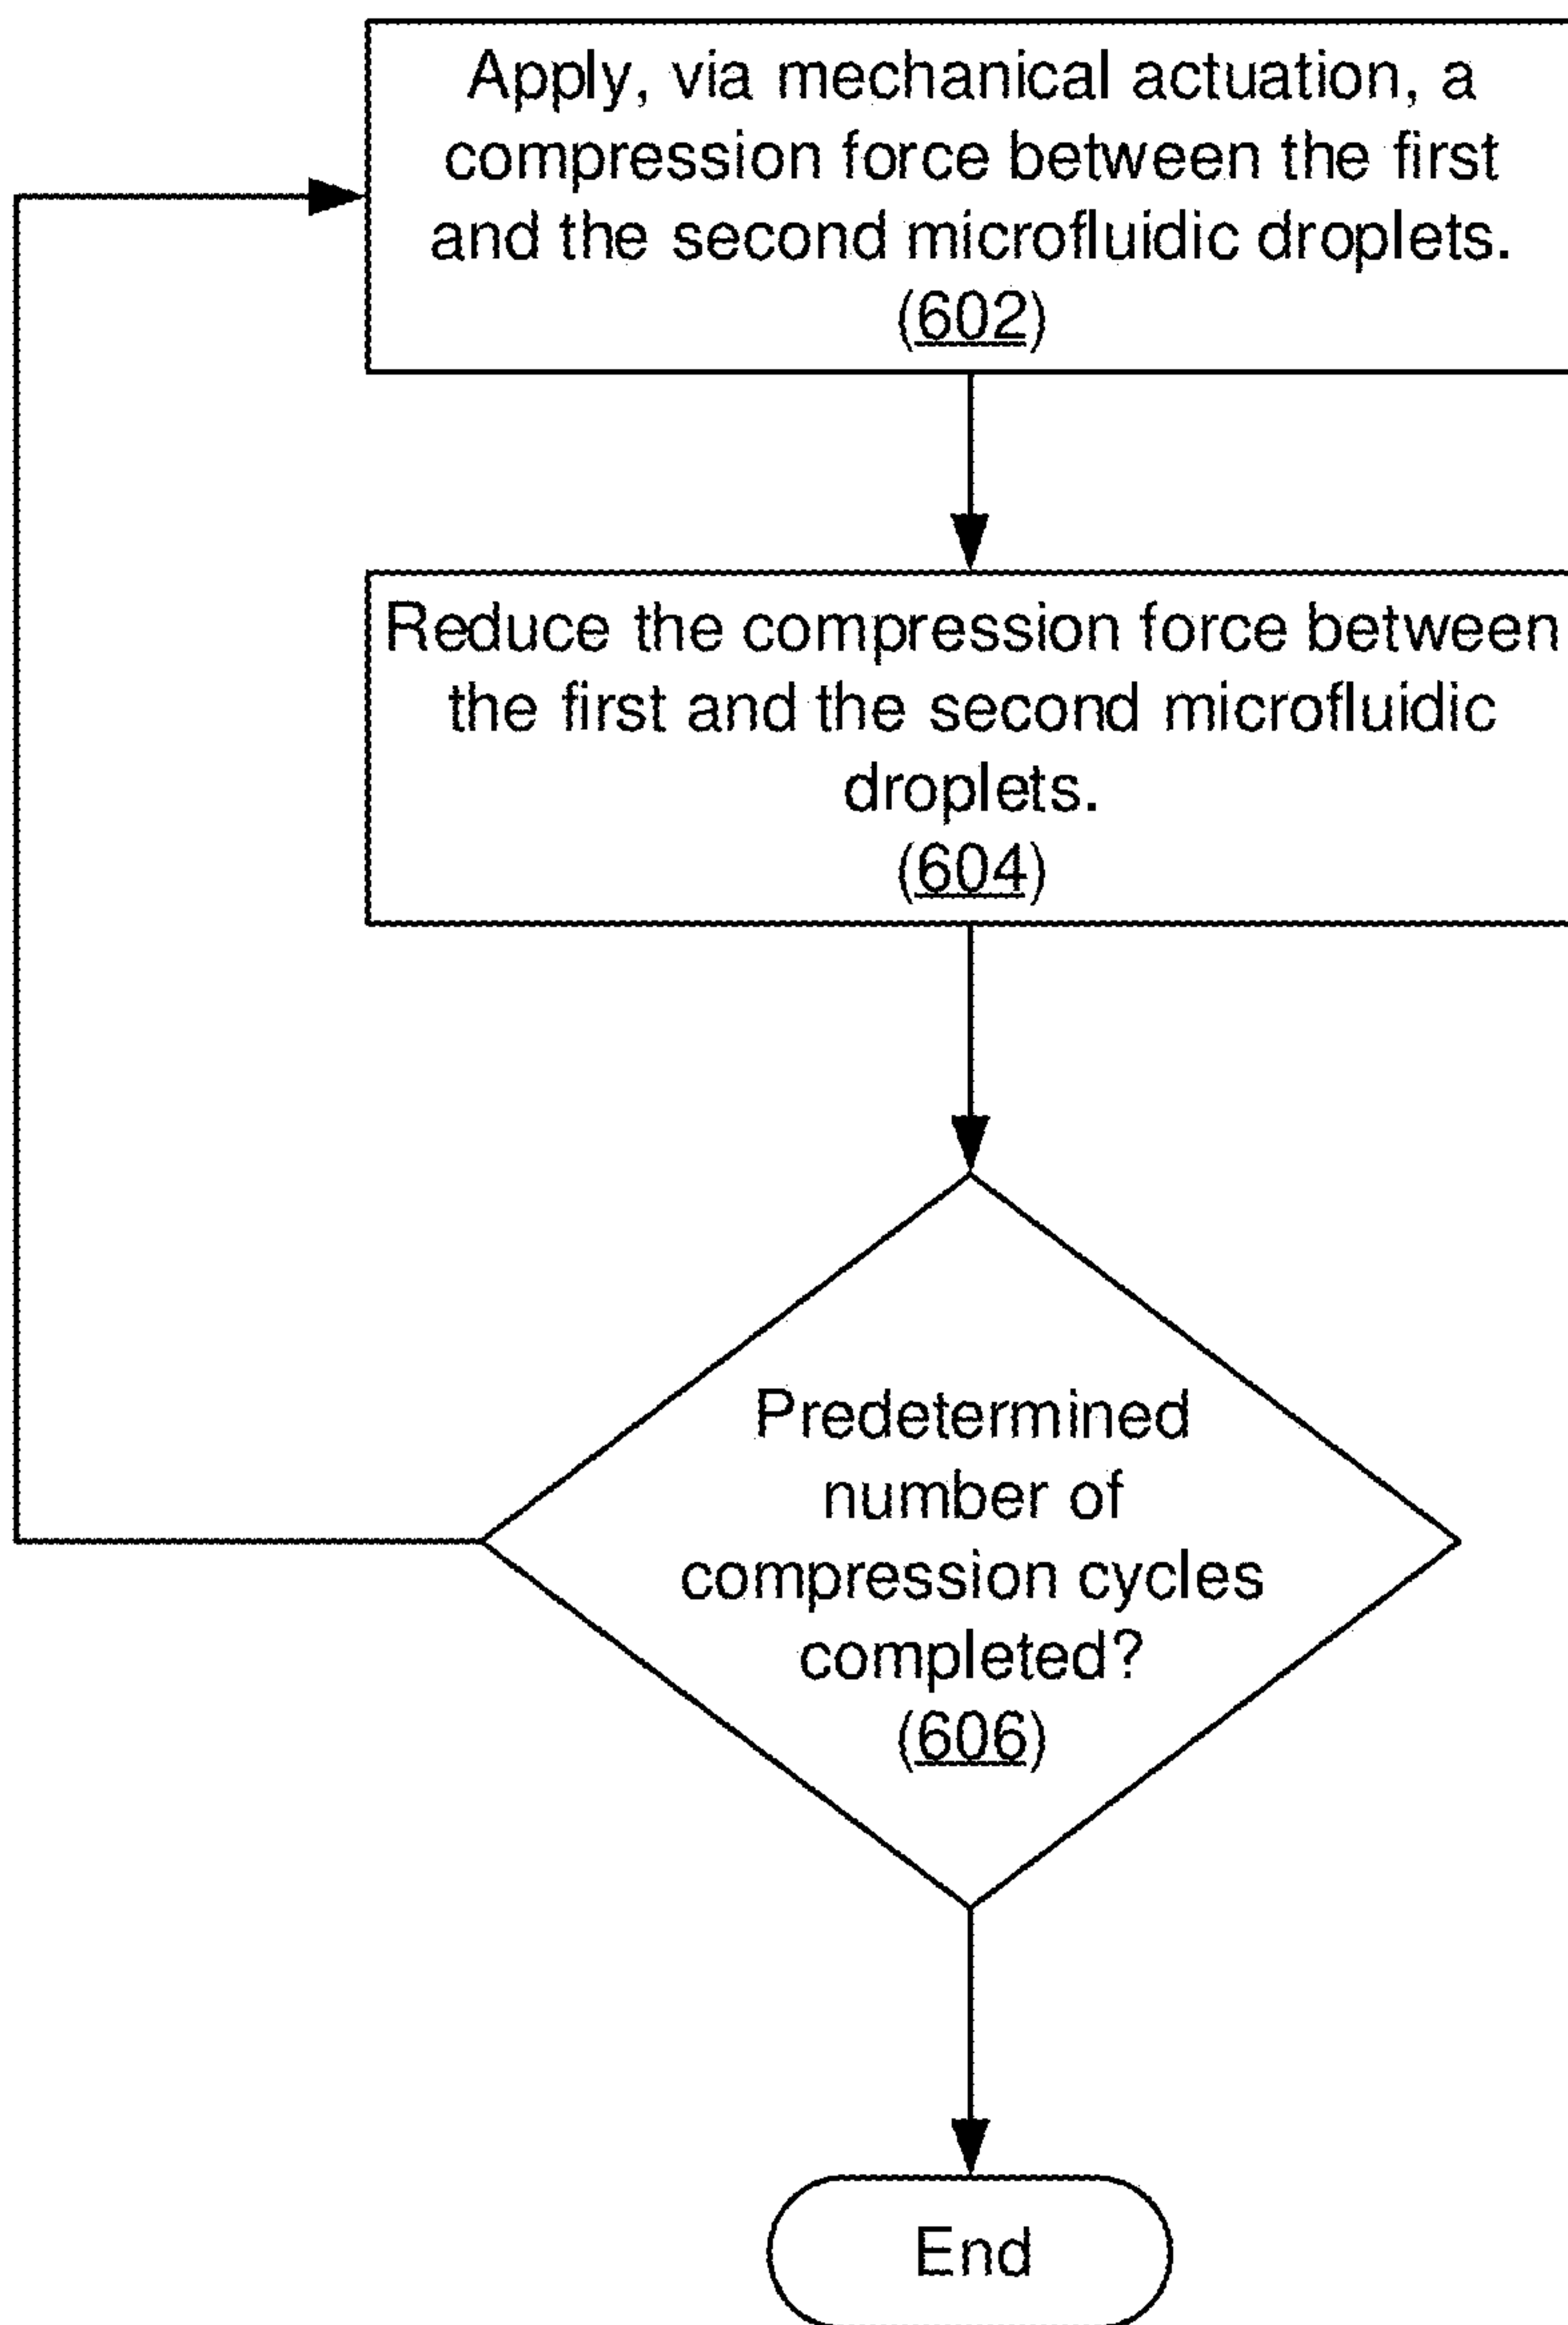 Apply, via mechanical actuation, a
compression force between the first
and the second microfluidic droplets.
(602)
Reduce the compression force between
the first and the second microfluidic
droplets.
(604)
Predetermined
number of
compression cycles
completed?
(606)
End